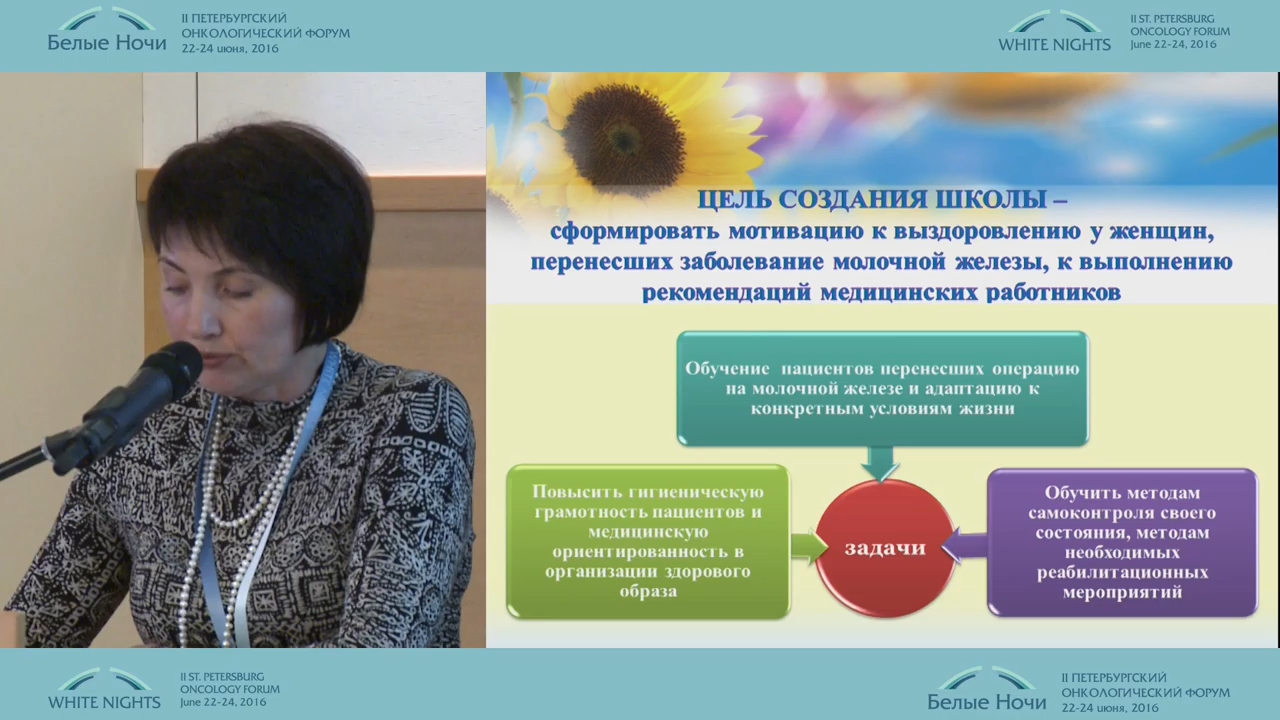 Белые Ночи
II ПЕТЕРБУРГСКИЙ
ОНКОЛОГИЧЕСКИЙ ФОРУМ
22-24 июня, 2016
WHITE NIGHTS
II ST. PETERSBURG
ONCOLOGY FORUM
June 22-24, 2016
ЦЕЛЬ СОЗДАНИЯ ШКОЛЫ –
сформировать мотивацию к выздоровлению у женщин,
перенесших заболевание молочной железы, к выполнению
рекомендаций медицинских работников
Обучение пациентов перенесших операцию
на молочной железе и адаптацию к
конкретным условиям жизни
Повысить гигиеническую
грамотность пациентов и
медицинскую
ориентированность в
организации здорового
образа
задачи
Обучить методам
самоконтроля своего
состояния, методам
необходимых
реабилитационных
мероприятий
WHITE NIGHTS
II ST. PETERSBURG
ONCOLOGY FORUM
June 22-24, 2016
Белые Ночи
II ПЕТЕРБУРГСКИЙ
ОНКОЛОГИЧЕСКИЙ ФОРУМ
22-24 июня, 2016